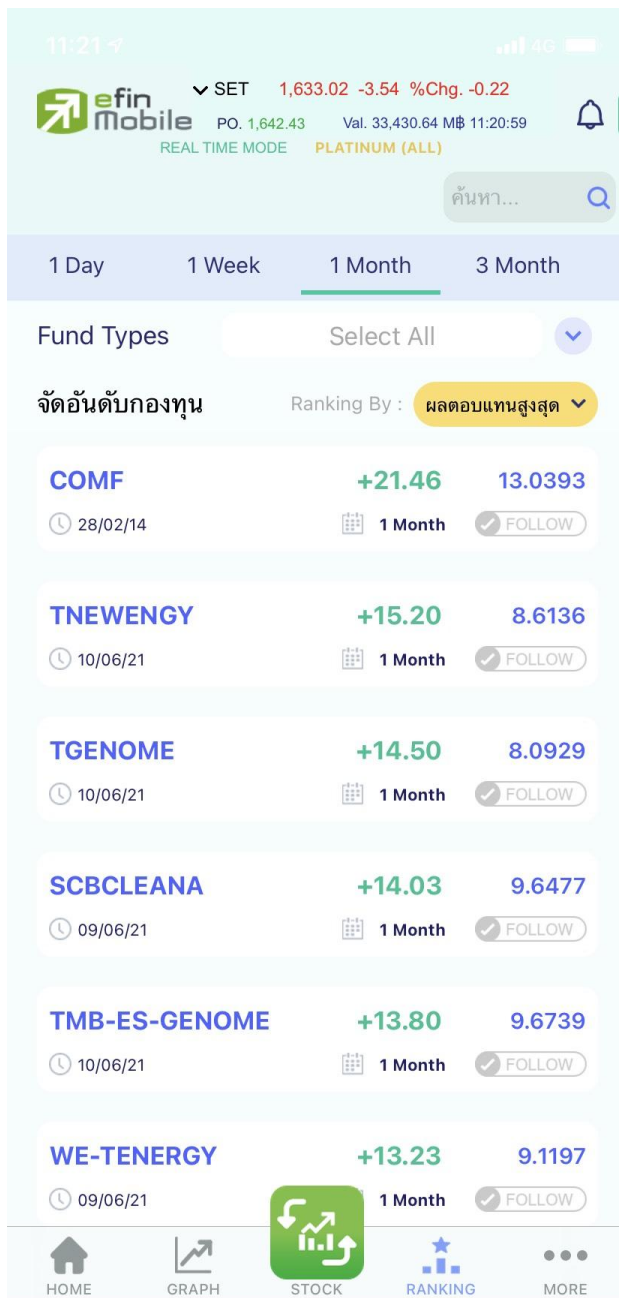 11:21 4G
efin Mobile
SET 1,633.02 -3.54 %Chg. -0.22
PO. 1,642.43 Val. 33,430.64 M฿ 11:20:59
REAL TIME MODE PLATINUM (ALL)
ค้นหา...
1 Day 1 Week 1 Month 3 Month
Fund Types Select All
จัดอันดับกองทุน Ranking By : ผลตอบแทนสูงสุด
COMF +21.46 13.0393
28/02/14 1 Month FOLLOW
TNEWENGY +15.20 8.6136
10/06/21 1 Month FOLLOW
TGENOME +14.50 8.0929
10/06/21 1 Month FOLLOW
SCBCLEANA +14.03 9.6477
09/06/21 1 Month FOLLOW
TMB-ES-GENOME +13.80 9.6739
10/06/21 1 Month FOLLOW
WE-TENERGY +13.23 9.1197
09/06/21 1 Month FOLLOW
HOME GRAPH STOCK RANKING MORE